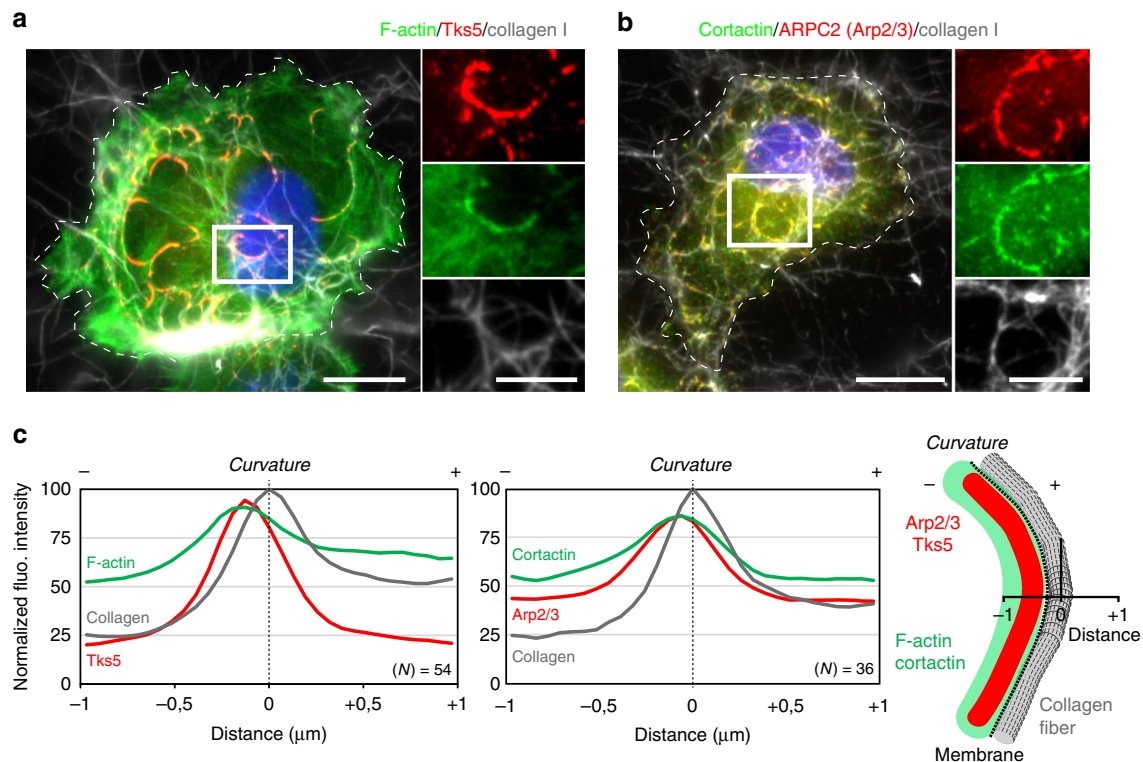 a
F-actin/Tks5/collagen I
b
Cortactin/ARPC2 (Arp2/3)/collagen I
c
Normalized fluo. intensity
– Curvature +
100
75
50
25
0
F-actin
Collagen
Tks5
(N) = 54
–1 –0,5 0 +0,5 +1
Distance (μm)
– Curvature +
100
75
50
25
0
Cortactin
Arp2/3
Collagen
(N) = 36
–1 –0,5 0 +0,5 +1
Distance (μm)
Curvature
– +
Arp2/3
Tks5
–1 0 +1
Distance
F-actin
cortactin
Collagen
fiber
Membrane